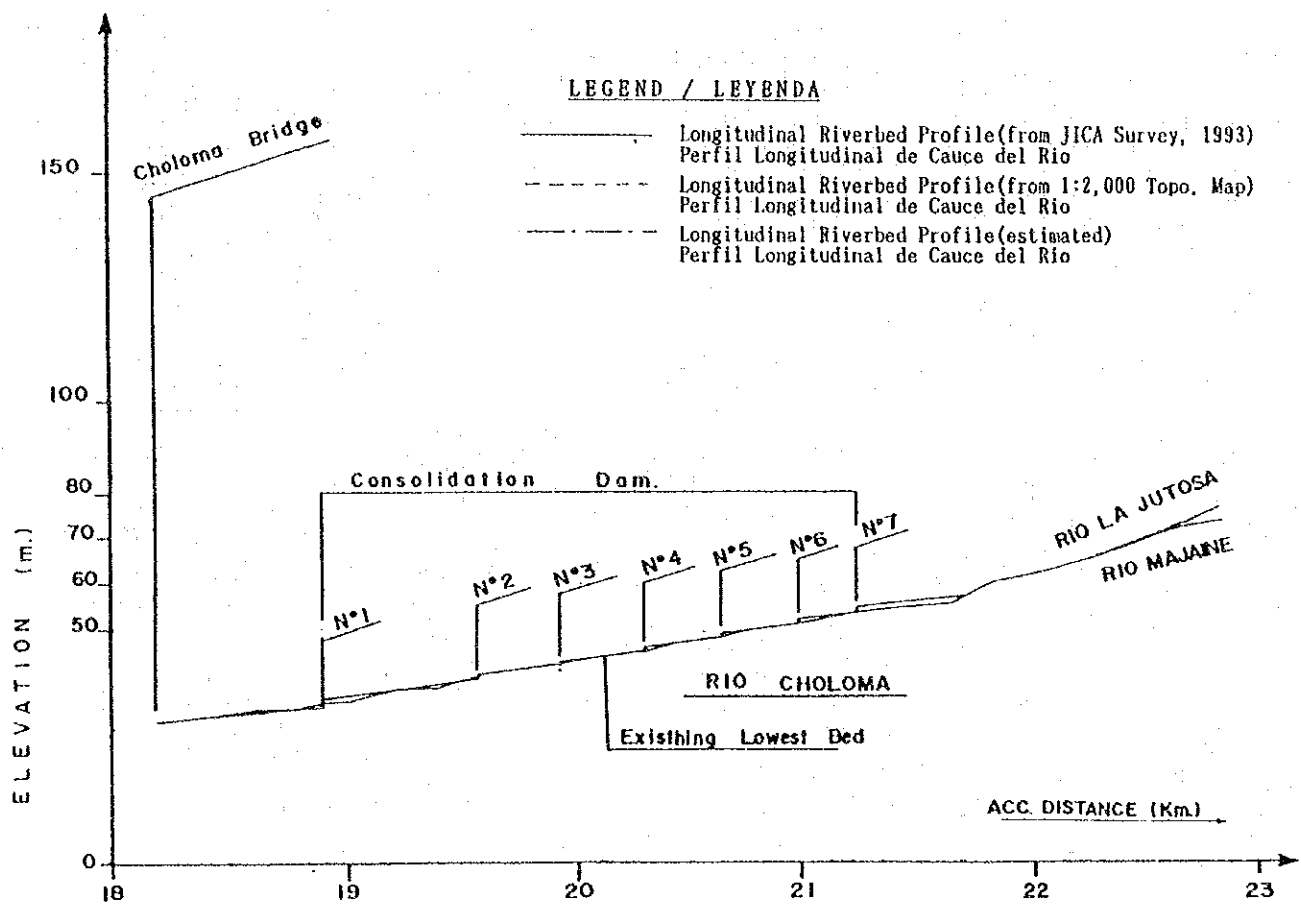 LEGEND / LEYENDA
Longitudinal Riverbed Profile(from JICA Survey, 1993)
Perfil Longitudinal de Cauce del Rio
Longitudinal Riverbed Profile(from 1:2,000 Topo. Map)
Perfil Longitudinal de Cauce del Rio
Longitudinal Riverbed Profile(estimated)
Perfil Longitudinal de Cauce del Rio
Choloma Bridge
150
100
80
70
60
50
0
ELEVATION (m.)
Consolidation Dam.
N°1
N°2
N°3
N°4
N°5
N°6
N°7
RIO LA JUTOSA
RIO MAJAINE
RIO CHOLOMA
Existhing Lowest Bed
ACC. DISTANCE (Km.)
18
19
20
21
22
23